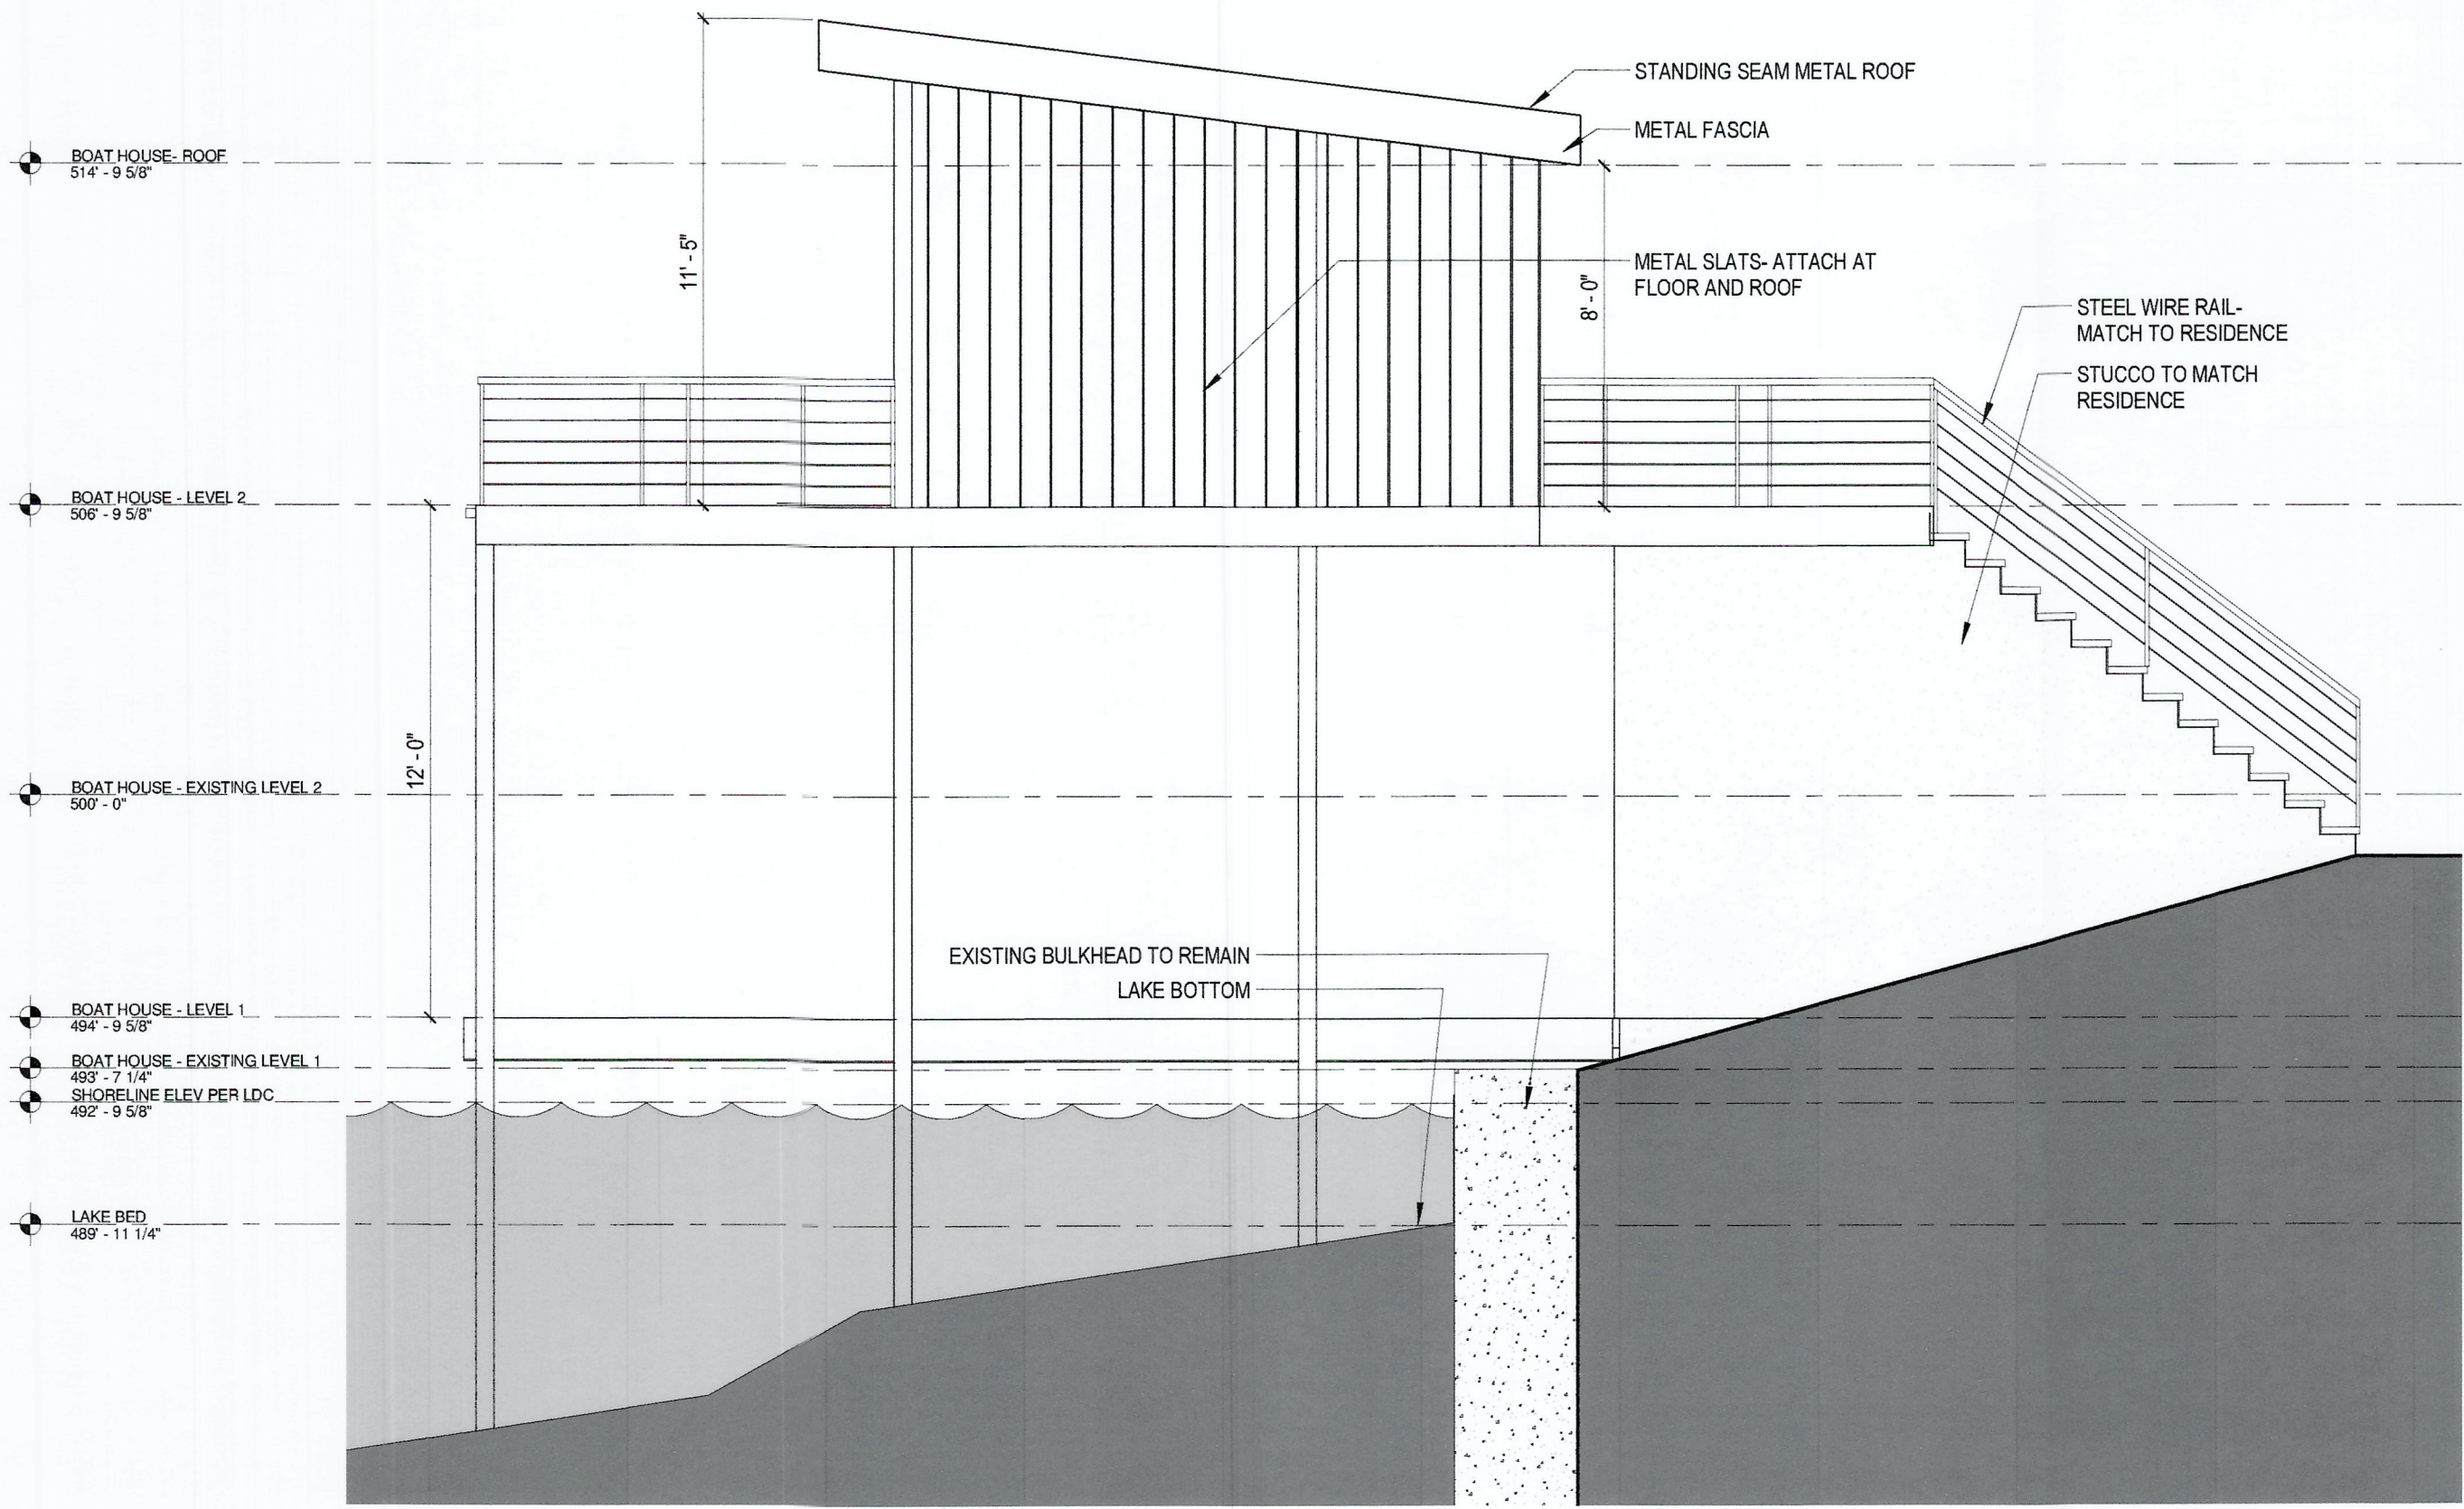 STANDING SEAM METAL ROOF
METAL FASCIA
BOAT HOUSE- ROOF
514' - 9 5/8"
11' - 5"
METAL SLATS- ATTACH AT
FLOOR AND ROOF
8' - 0"
STEEL WIRE RAIL-
MATCH TO RESIDENCE
STUCCO TO MATCH
RESIDENCE
BOAT HOUSE - LEVEL 2
506' - 9 5/8"
12' - 0"
BOAT HOUSE - EXISTING LEVEL 2
500' - 0"
EXISTING BULKHEAD TO REMAIN
LAKE BOTTOM
BOAT HOUSE - LEVEL 1
494' - 9 5/8"
BOAT HOUSE - EXISTING LEVEL 1
493' - 7 1/4"
SHORELINE ELEV PER LDC
492' - 9 5/8"
LAKE BED
489' - 11 1/4"